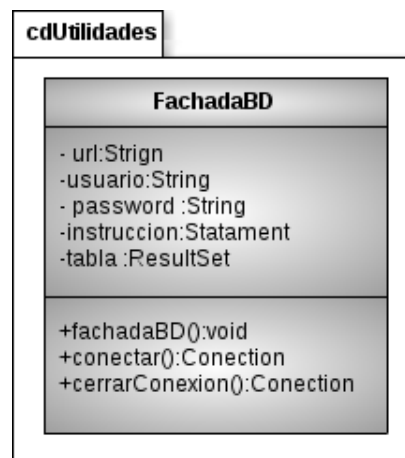 cdUtilidades
FachadaBD
- url:Strign
-usuario:String
- password :String
-instruccion:Statament
-tabla :ResultSet
+fachadaBD():void
+conectar():Conection
+cerrarConexion():Conection